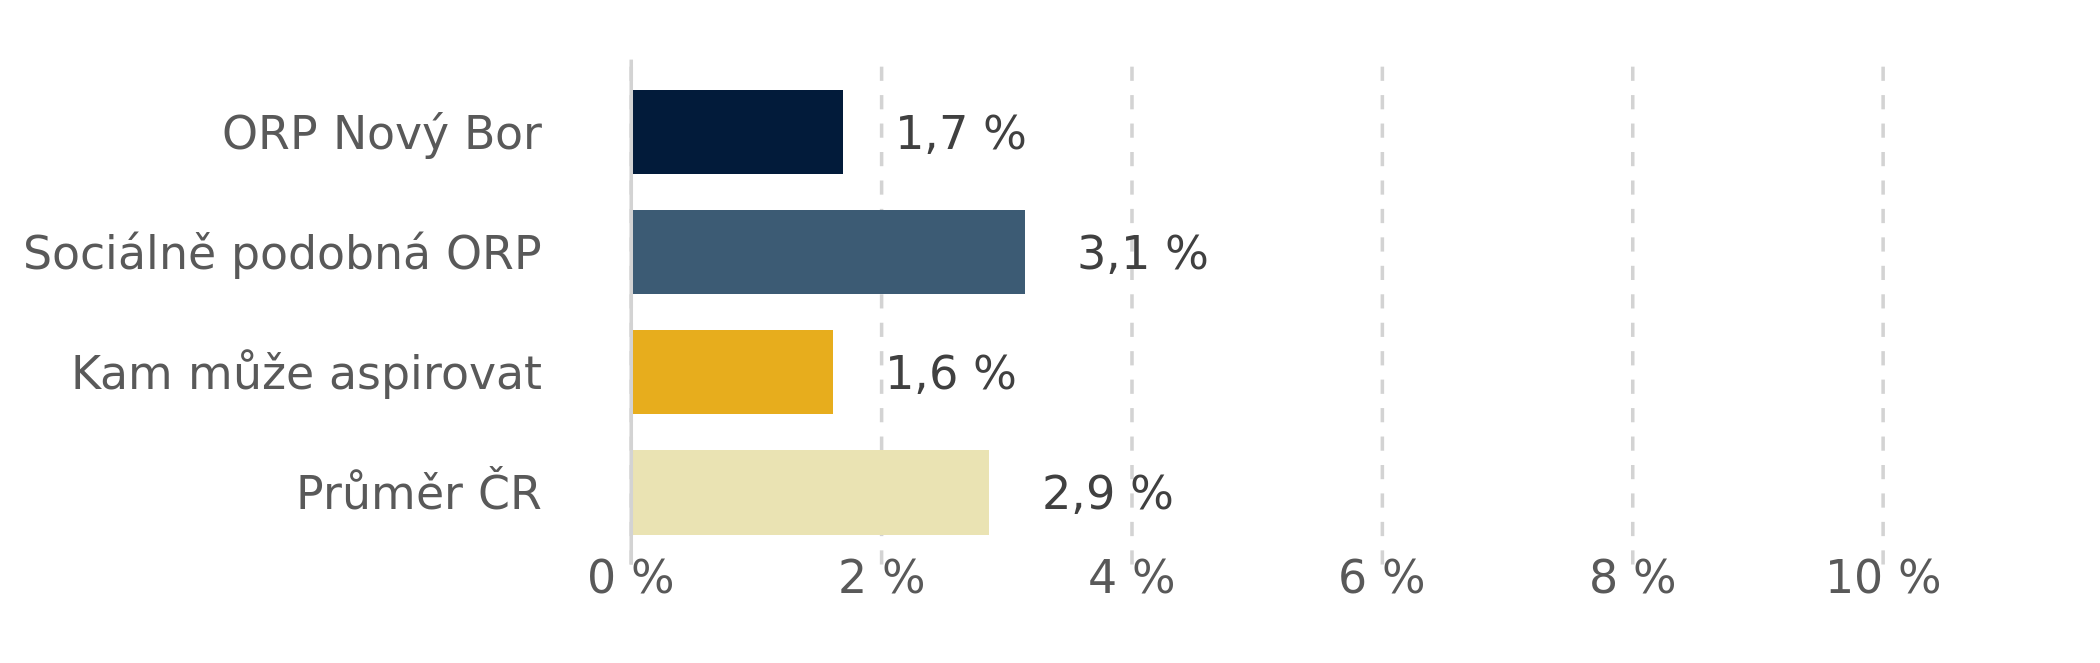 ORP Nový Bor 1,7 %
Sociálně podobná ORP 3,1 %
Kam může aspirovat 1,6 %
Průměr ČR 2,9 %
0 % 2 % 4 % 6 % 8 % 10 %